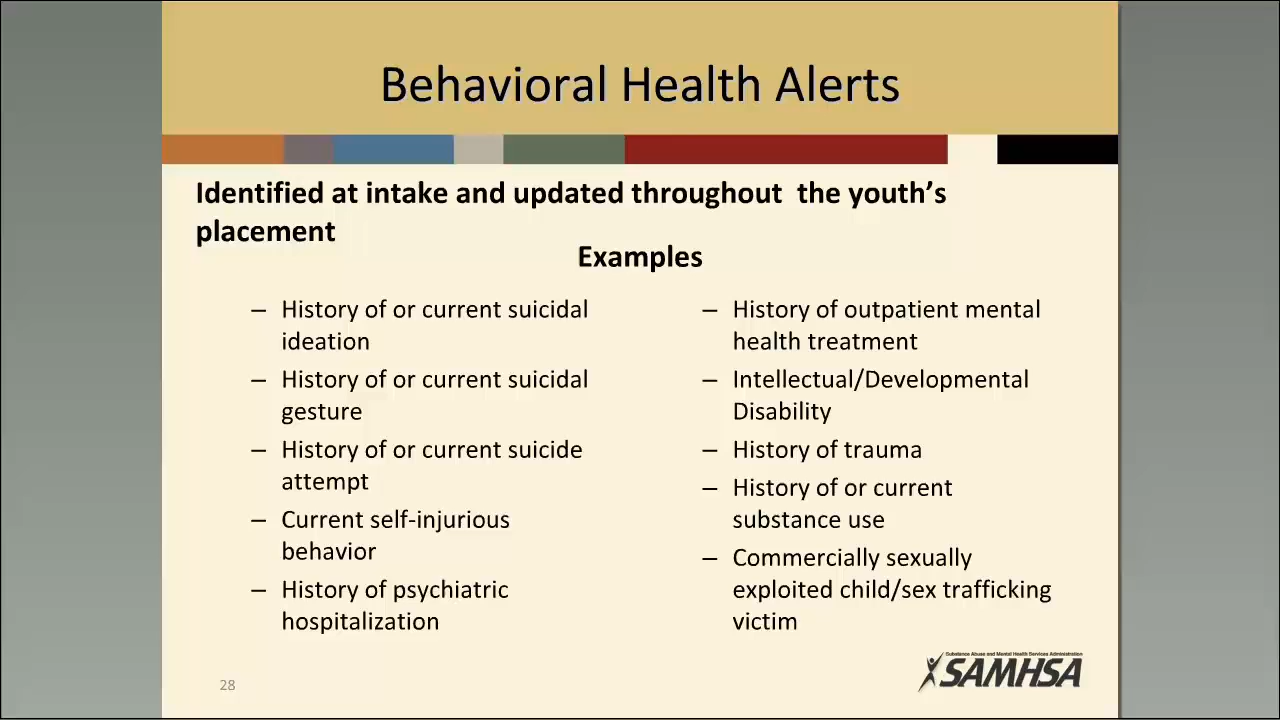 Behavioral Health Alerts
Identified at intake and updated throughout  the youth’s
placement
Examples
– History of or current suicidal
ideation
– History of or current suicidal
gesture
– History of or current suicide
attempt
– Current self-injurious
behavior
– History of psychiatric
hospitalization
– History of outpatient mental
health treatment
– Intellectual/Developmental
Disability
– History of trauma
– History of or current
substance use
– Commercially sexually
exploited child/sex trafficking
victim
Substance Abuse and Mental Health Services Administration
SAMHSA
28